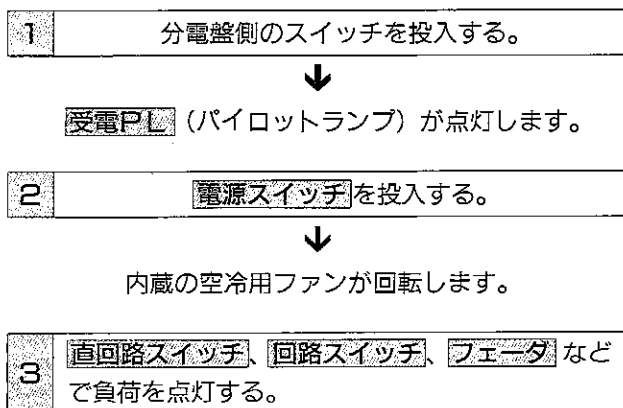 1 分電盤側のスイッチを投入する。
↓
受電PL（パイロットランプ）が点灯します。
2 電源スイッチを投入する。
↓
内蔵の空冷用ファンが回転します。
3 直回路スイッチ、回路スイッチ、フェーダなど
で負荷を点灯する。